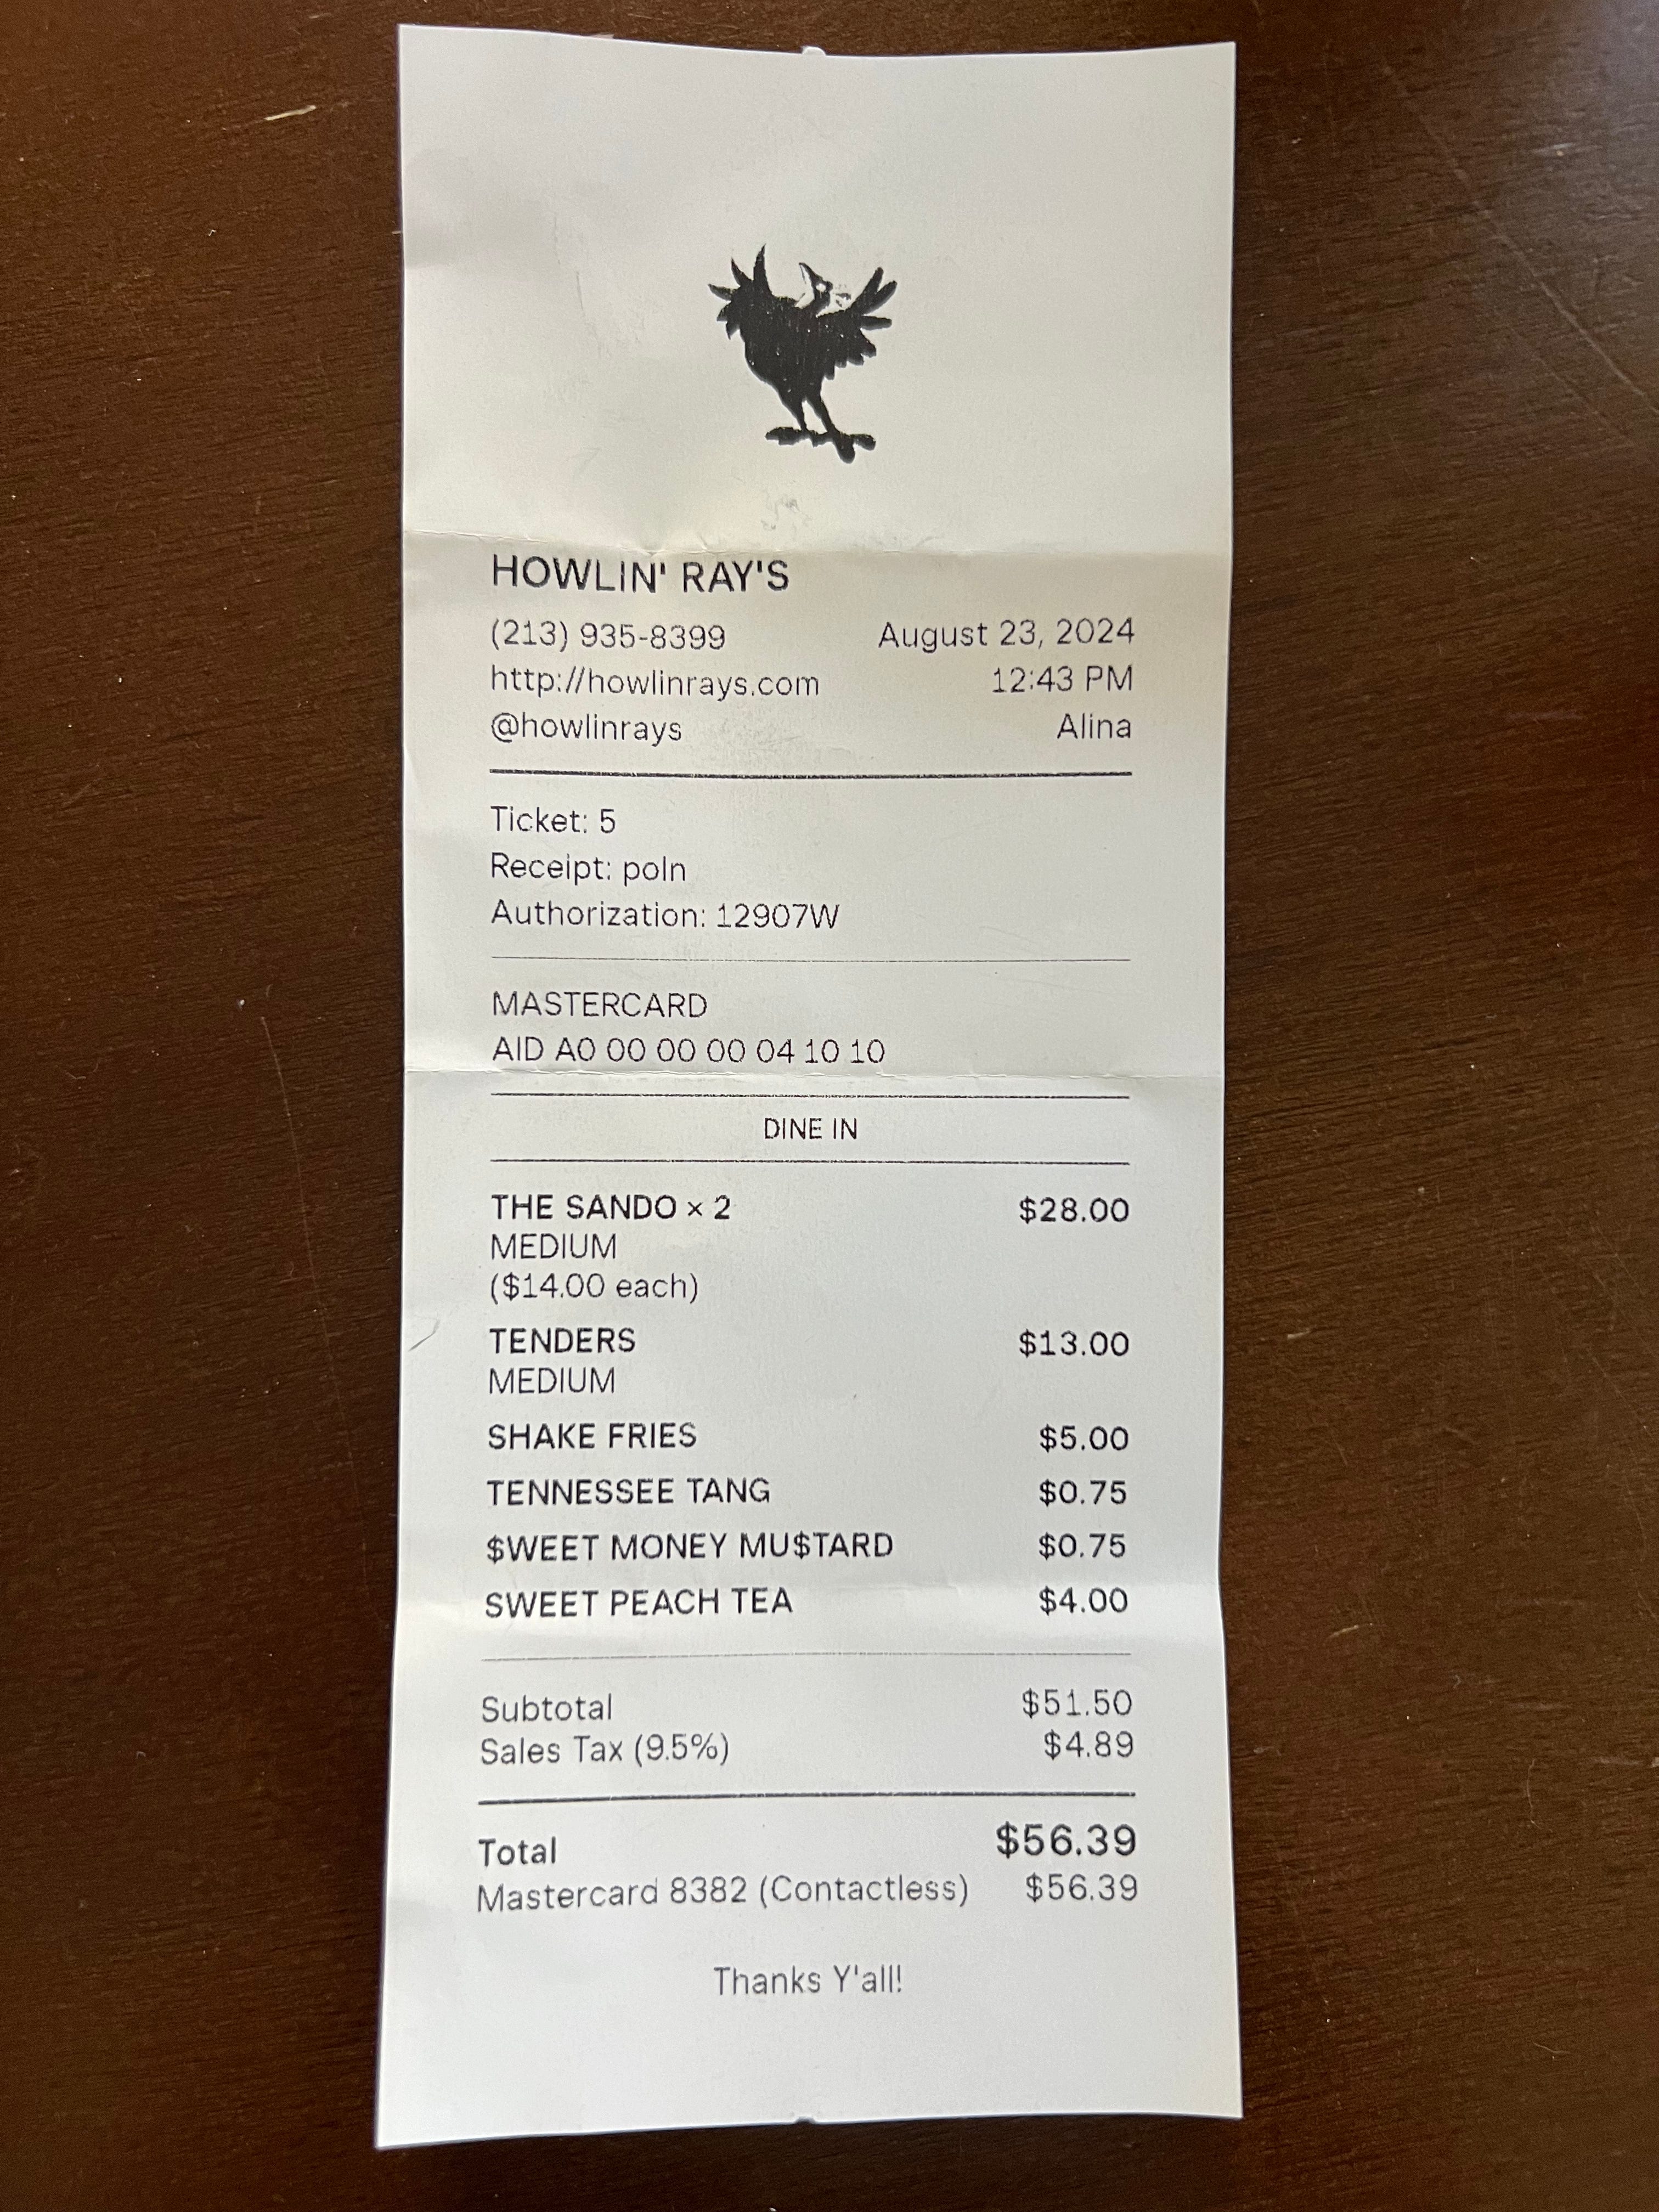 HOWLIN' RAY'S
(213) 935-8399 August 23, 2024
http://howlinrays.com 12:43 PM
@howlinrays Alina
Ticket: 5
Receipt: poln
Authorization: 12907W
MASTERCARD
AID A0 00 00 00 04 10 10
DINE IN
THE SANDO × 2 $28.00
MEDIUM
($14.00 each)
TENDERS $13.00
MEDIUM
SHAKE FRIES $5.00
TENNESSEE TANG $0.75
$WEET MONEY MU$TARD $0.75
SWEET PEACH TEA $4.00
Subtotal $51.50
Sales Tax (9.5%) $4.89
Total $56.39
Mastercard 8382 (Contactless) $56.39
Thanks Y'all!